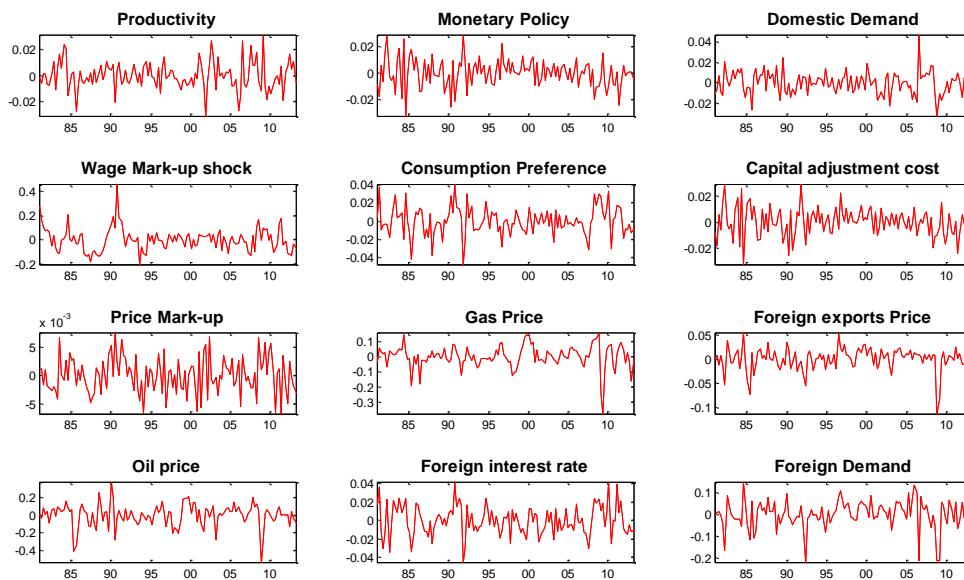 Productivity
0.02
0
-0.02
85 90 95 00 05 10
Monetary Policy
0.02
0
-0.02
85 90 95 00 05 10
Domestic Demand
0.04
0.02
0
-0.02
85 90 95 00 05 10
Wage Mark-up shock
0.4
0.2
0
-0.2
85 90 95 00 05 10
Consumption Preference
0.04
0.02
0
-0.02
-0.04
85 90 95 00 05 10
Capital adjustment cost
0.02
0
-0.02
85 90 95 00 05 10
Price Mark-up
x 10⁻³
5
0
-5
85 90 95 00 05 10
Gas Price
0.1
0
-0.1
-0.3
85 90 95 00 05 10
Foreign exports Price
0.05
0
-0.05
-0.1
85 90 95 00 05 10
Oil price
0.2
0
-0.2
-0.4
85 90 95 00 05 10
Foreign interest rate
0.04
0.02
0
-0.02
-0.04
85 90 95 00 05 10
Foreign Demand
0.1
0
-0.1
-0.2
85 90 95 00 05 10